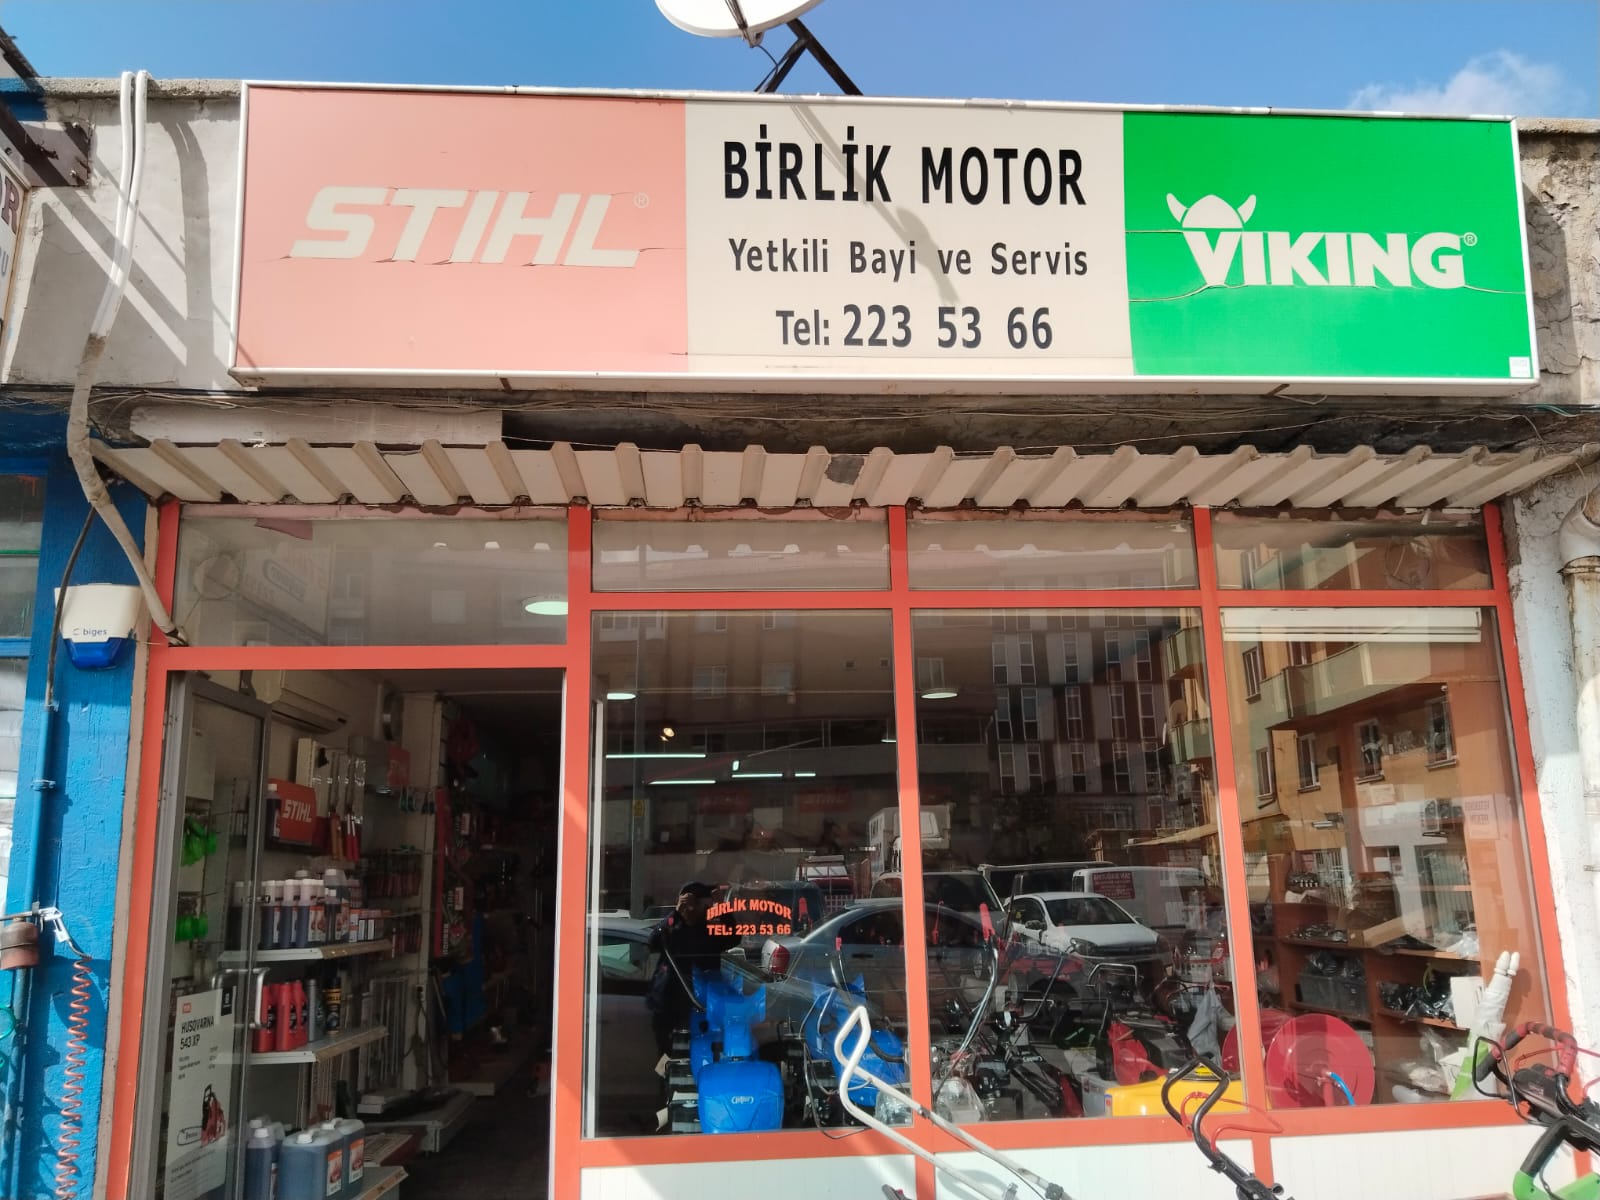 STIHL®
BİRLİK MOTOR
Yetkili Bayi ve Servis
Tel: 223 53 66
VIKING®
biges
STIHL
STIHL
BİRLİK MOTOR
TEL: 223 53 66
HUSQVARNA
543 XP